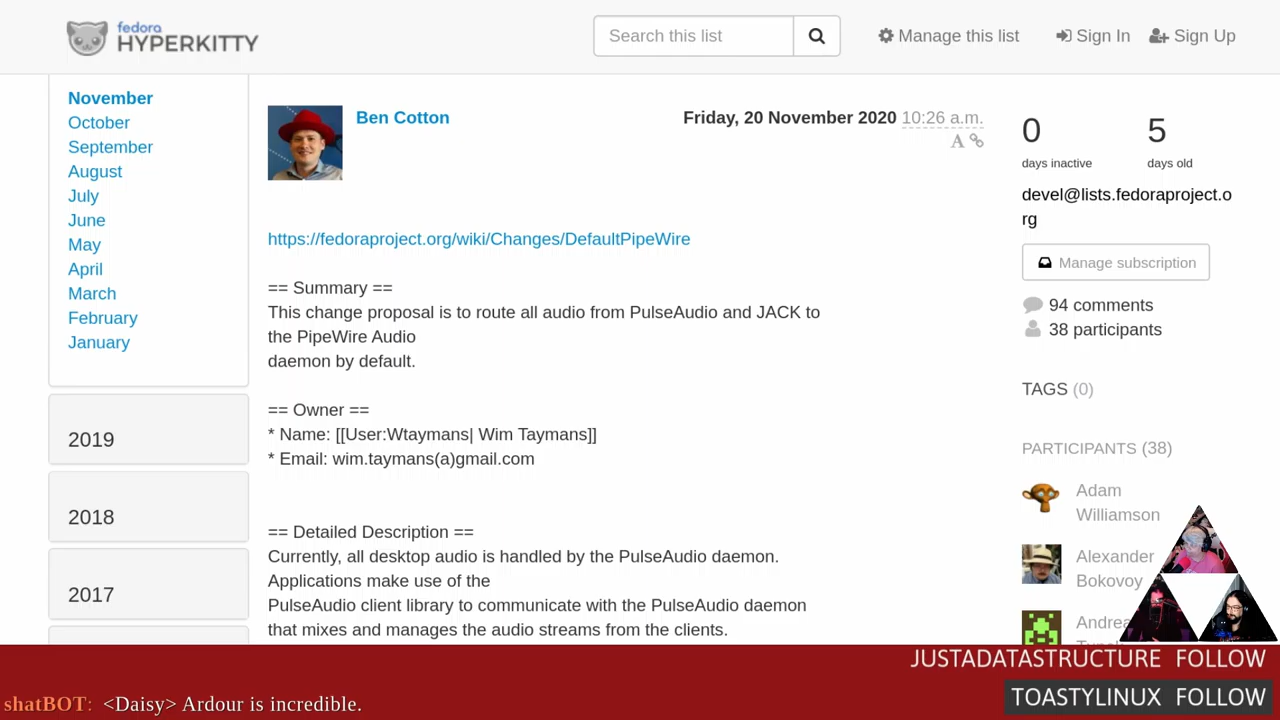 fedora
HYPERKITTY
Search this list
Manage this list
Sign In
Sign Up
November
October
September
August
July
June
May
April
March
February
January
2019
2018
2017
Ben Cotton
Friday, 20 November 2020 10:26 a.m.
A
https://fedoraproject.org/wiki/Changes/DefaultPipeWire
== Summary ==
This change proposal is to route all audio from PulseAudio and JACK to
the PipeWire Audio
daemon by default.
== Owner ==
* Name: [[User:Wtaymans| Wim Taymans]]
* Email: wim.taymans(a)gmail.com
== Detailed Description ==
Currently, all desktop audio is handled by the PulseAudio daemon.
Applications make use of the
PulseAudio client library to communicate with the PulseAudio daemon
that mixes and manages the audio streams from the clients.
0 5
days inactive days old
devel@lists.fedoraproject.o
rg
Manage subscription
94 comments
38 participants
TAGS (0)
PARTICIPANTS (38)
Adam
Williamson
Alexander
Bokovoy
JUSTADATASTRUCTURE FOLLOW
TOASTYLINUX FOLLOW
shatBOT: <Daisy> Ardour is incredible.